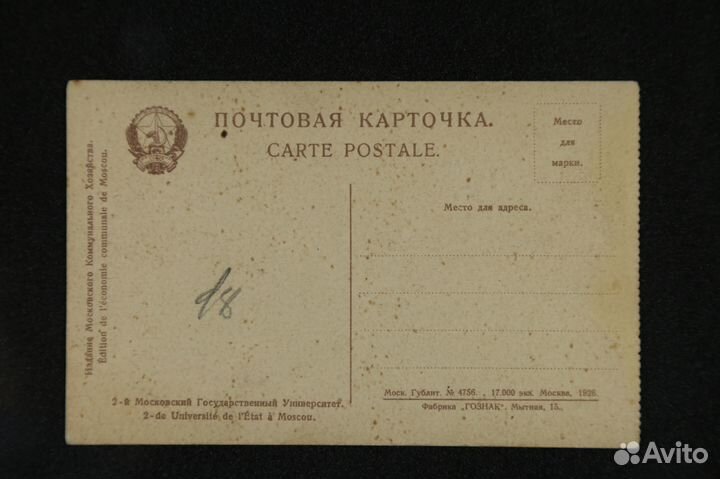 ПОЧТОВАЯ КАРТОЧКА.
CARTE POSTALE.
Место
для
марки.
Место для адреса.
Издание Московского Коммунального Хозяйства.
Édition de l'économie communale de Moscou.
18
2-й Московский Государственный Университет.
2-de Université de l'État à Moscou.
Моск. Гублит. № 4756. , 17.000 экз. Москва, 1926.
Фабрика „ГОЗНАК", Мытная, 15.
Avito